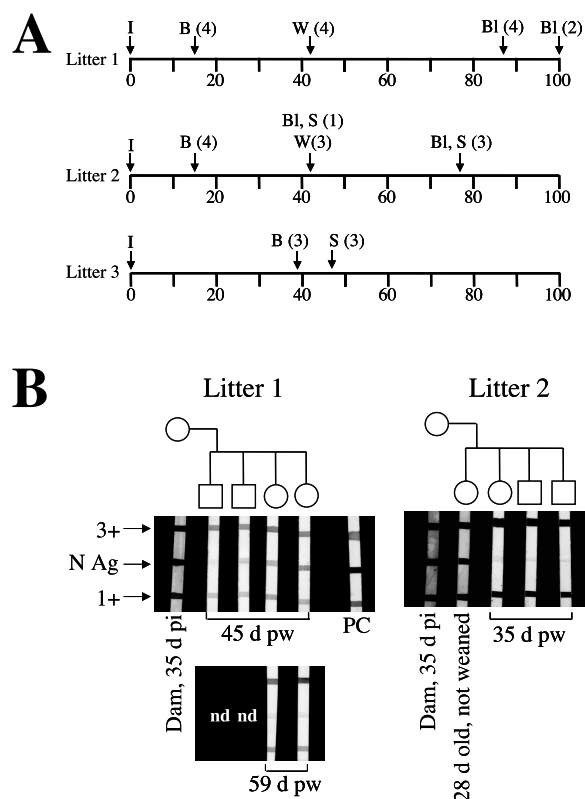 A
I B (4) W (4) Bl (4) Bl (2)
Litter 1
0 20 40 60 80 100
Bl, S (1)
I B (4) W(3) Bl, S (3)
Litter 2
0 20 40 60 80 100
I B (3) S (3)
Litter 3
0 20 40 60 80 100
B
Litter 1 Litter 2
3+
N Ag
1+
Dam, 35 d pi
45 d pw
PC
nd nd
59 d pw
Dam, 35 d pi
28 d old, not weaned
35 d pw